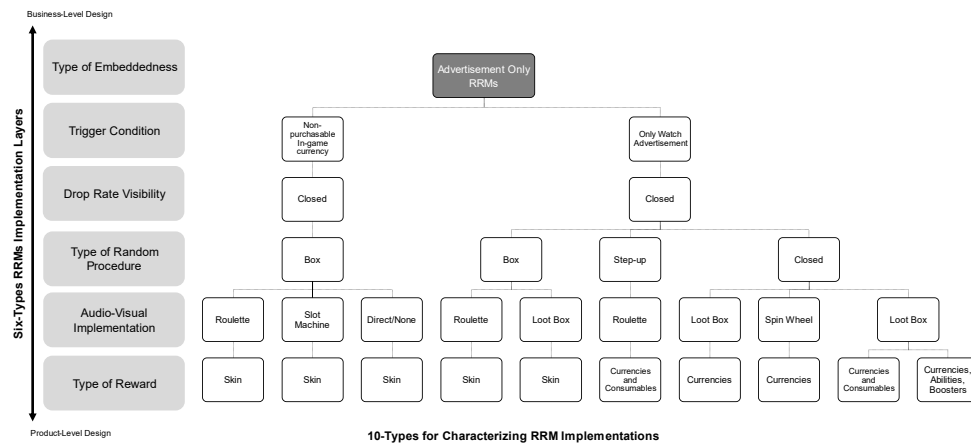 Business-Level Design
Six-Types RRMs Implementation Layers
Type of Embeddedness
Advertisement Only
RRMs
Trigger Condition
Non-
purchasable
In-game
currency
Only Watch
Advertisement
Drop Rate Visibility
Closed
Closed
Type of Random
Procedure
Box
Box
Step-up
Closed
Audio-Visual
Implementation
Roulette
Slot
Machine
Direct/None
Roulette
Loot Box
Roulette
Loot Box
Spin Wheel
Loot Box
Type of Reward
Skin
Skin
Skin
Skin
Skin
Currencies
and
Consumables
Currencies
Currencies
Currencies
and
Consumables
Currencies,
Abilities,
Boosters
Product-Level Design
10-Types for Characterizing RRM Implementations